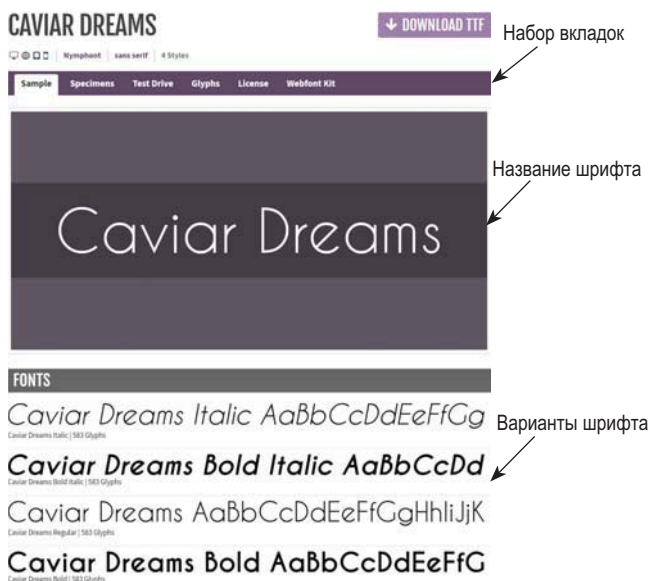 CAVIAR DREAMS
DOWNLOAD TTF
Набор вкладок
Nymphont sans serif 4 Styles
Sample Specimens Test Drive Glyphs License Webfont Kit
Название шрифта
Caviar Dreams
FONTS
Caviar Dreams Italic AaBbCcDdEeFfGg
Caviar Dreams Italic | 583 Glyphs
Варианты шрифта
Caviar Dreams Bold Italic AaBbCcDd
Caviar Dreams Bold Italic | 583 Glyphs
Caviar Dreams AaBbCcDdEeFfGgHhIiJjK
Caviar Dreams Regular | 583 Glyphs
Caviar Dreams Bold AaBbCcDdEeFfG
Caviar Dreams Bold | 583 Glyphs